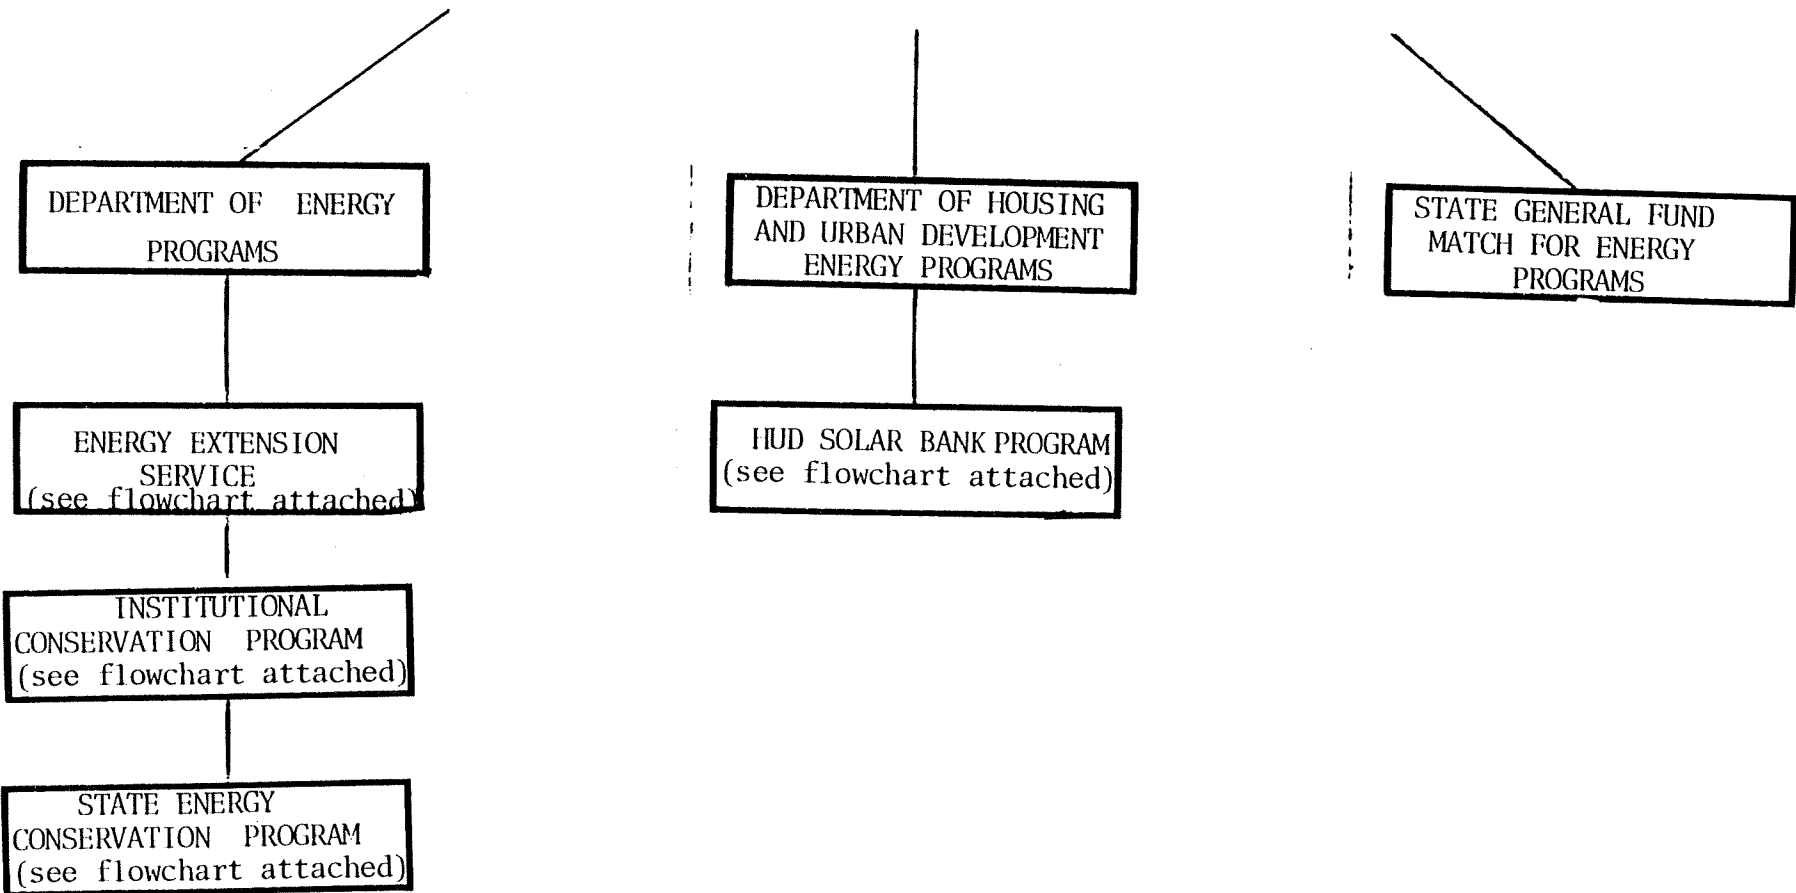 DEPARTMENT OF ENERGY
PROGRAMS
DEPARTMENT OF HOUSING
AND URBAN DEVELOPMENT
ENERGY PROGRAMS
STATE GENERAL FUND
MATCH FOR ENERGY
PROGRAMS
ENERGY EXTENSION
SERVICE
(see flowchart attached)
HUD SOLAR BANK PROGRAM
(see flowchart attached)
INSTITUTIONAL
CONSERVATION PROGRAM
(see flowchart attached)
STATE ENERGY
CONSERVATION PROGRAM
(see flowchart attached)